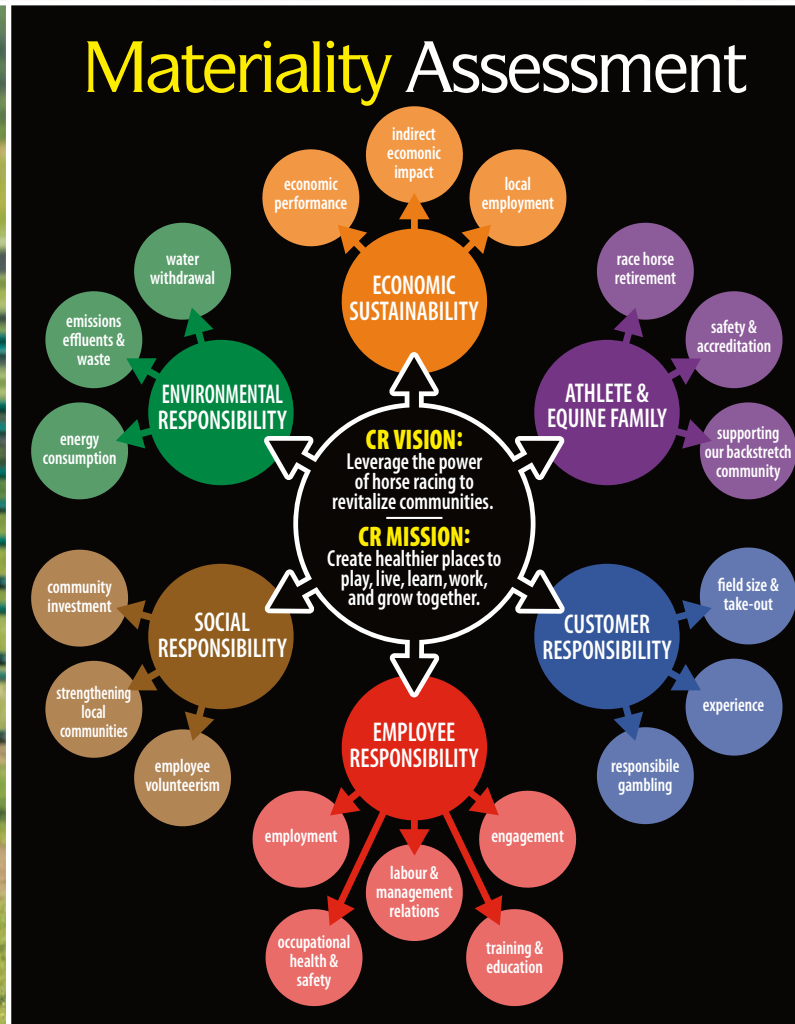 Materiality Assessment
indirect
ecomonic
impact
economic
performance
local
employment
ECONOMIC
SUSTAINABILITY
water
withdrawal
emissions
effluents &
waste
energy
consumption
ENVIRONMENTAL
RESPONSIBILITY
race horse
retirement
safety &
accreditation
supporting
our backstretch
community
ATHLETE &
EQUINE FAMILY
CR VISION:
Leverage the power
of horse racing to
revitalize communities.
CR MISSION:
Create healthier places to
play, live, learn, work,
and grow together.
community
investment
strengthening
local
communities
employee
volunteerism
SOCIAL
RESPONSIBILITY
CUSTOMER
RESPONSIBILITY
field size &
take-out
experience
responsibile
gambling
EMPLOYEE
RESPONSIBILITY
employment
occupational
health &
safety
labour &
management
relations
engagement
training &
education